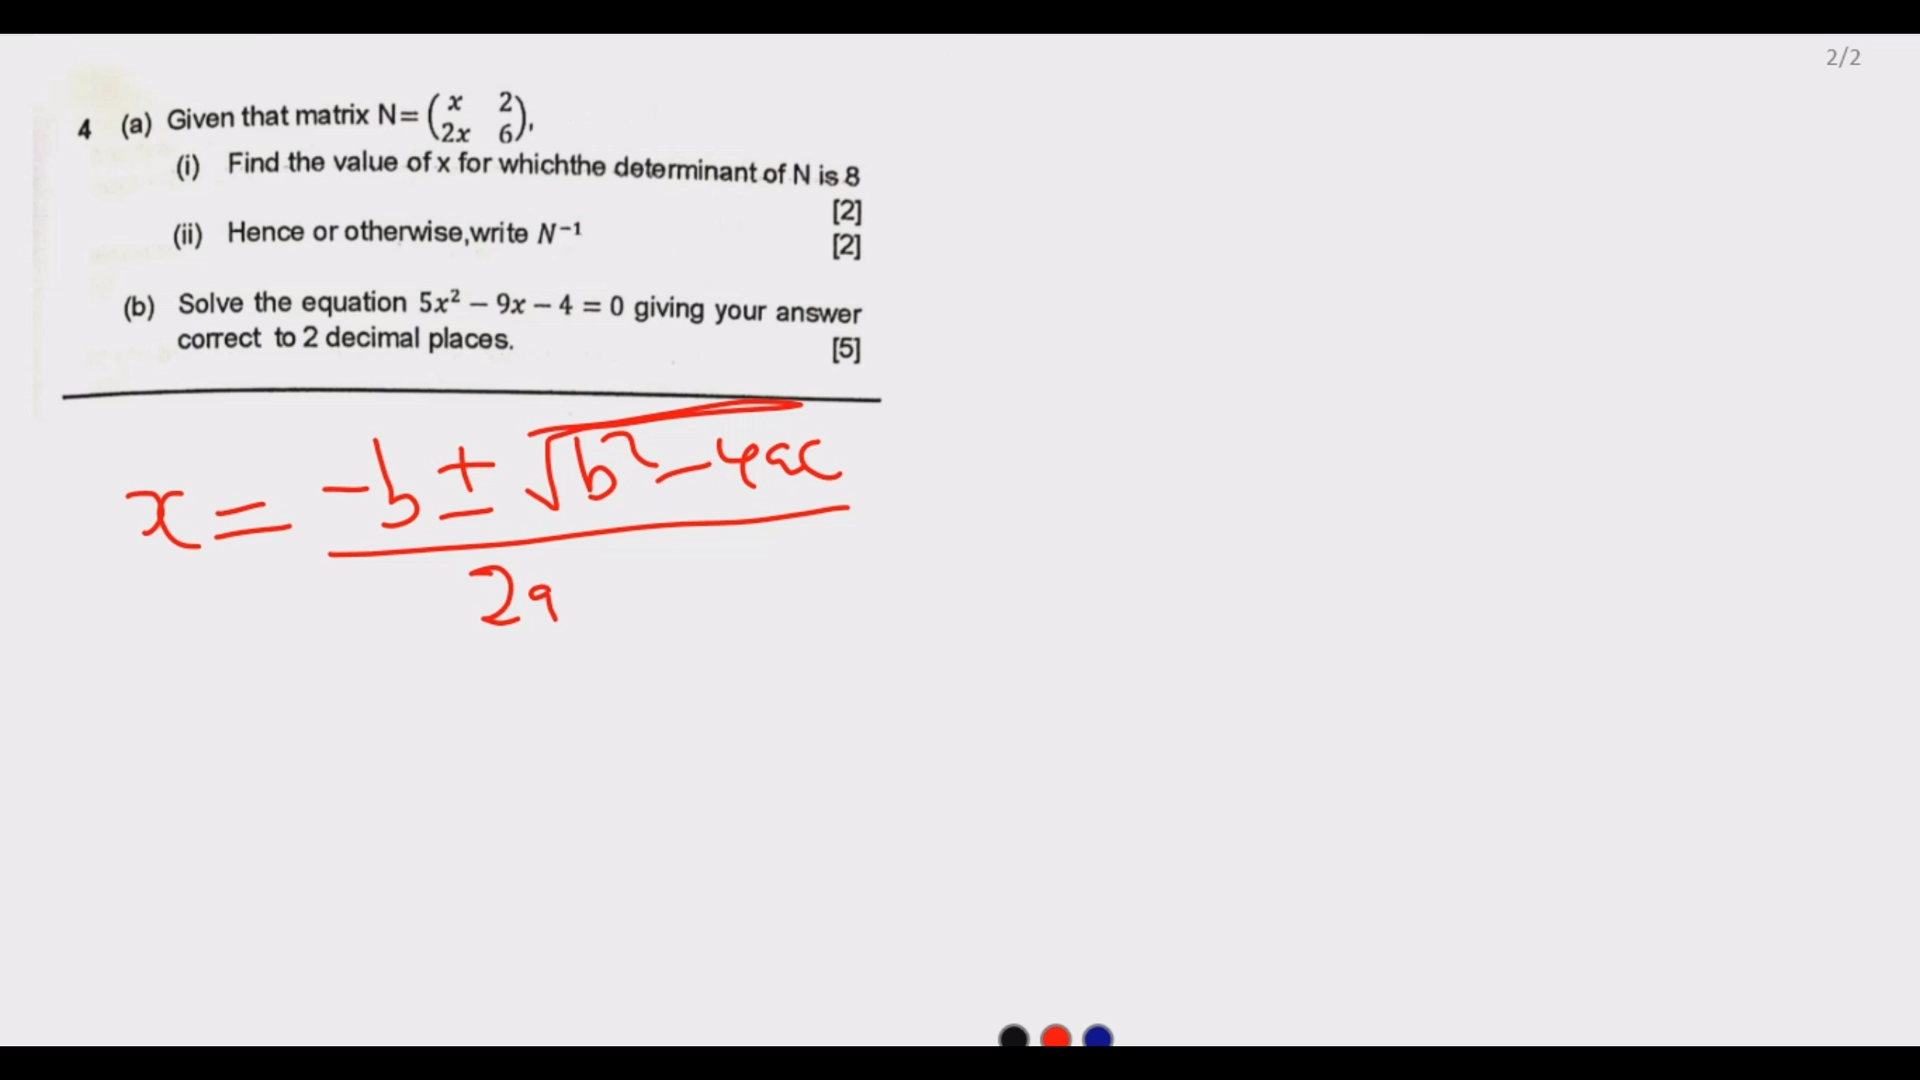 2/2
4 (a) Given that matrix N= (x 2
2x 6),
(i) Find the value of x for whichthe determinant of N is 8
[2]
(ii) Hence or otherwise,write N⁻¹
[2]
(b) Solve the equation 5x² − 9x − 4 = 0 giving your answer
correct to 2 decimal places.
[5]
x = -b ± √b² - 4ac
2a